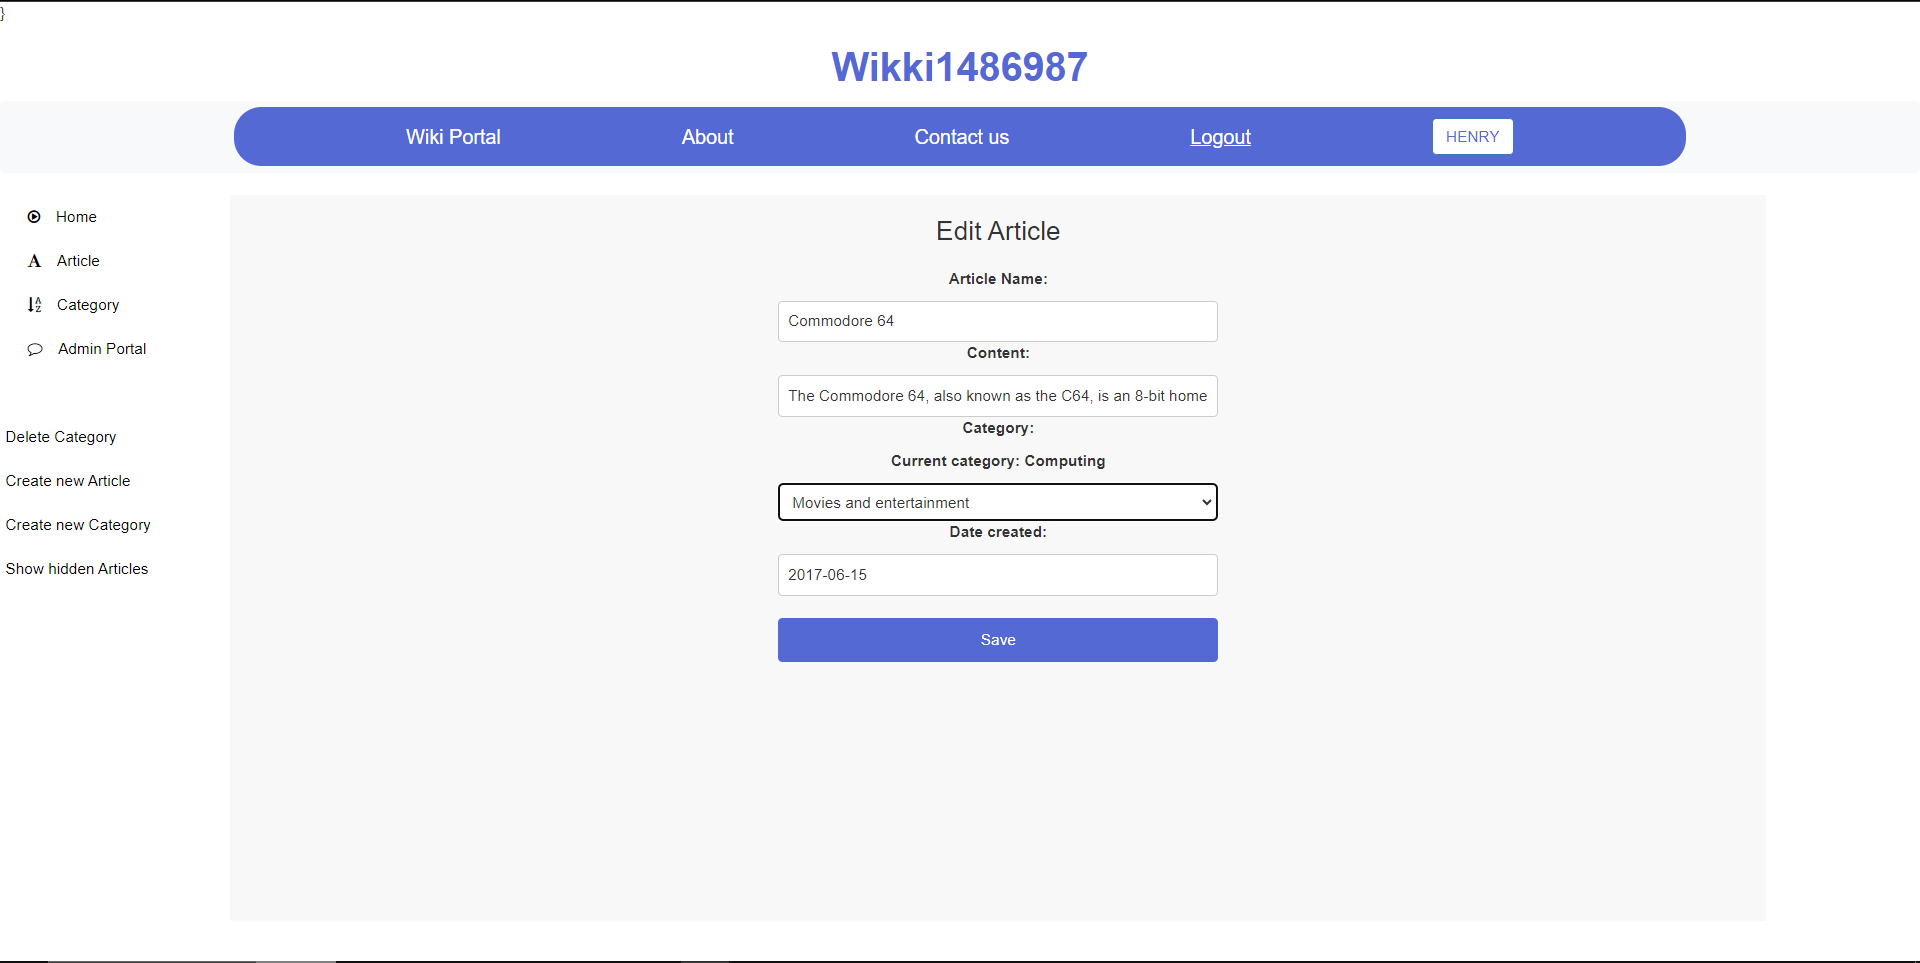 }
Wikki1486987
Wiki Portal About Contact us Logout HENRY
Home
Article
Category
Admin Portal
Delete Category
Create new Article
Create new Category
Show hidden Articles
Edit Article
Article Name:
Commodore 64
Content:
The Commodore 64, also known as the C64, is an 8-bit home
Category:
Current category: Computing
Movies and entertainment
Date created:
2017-06-15
Save